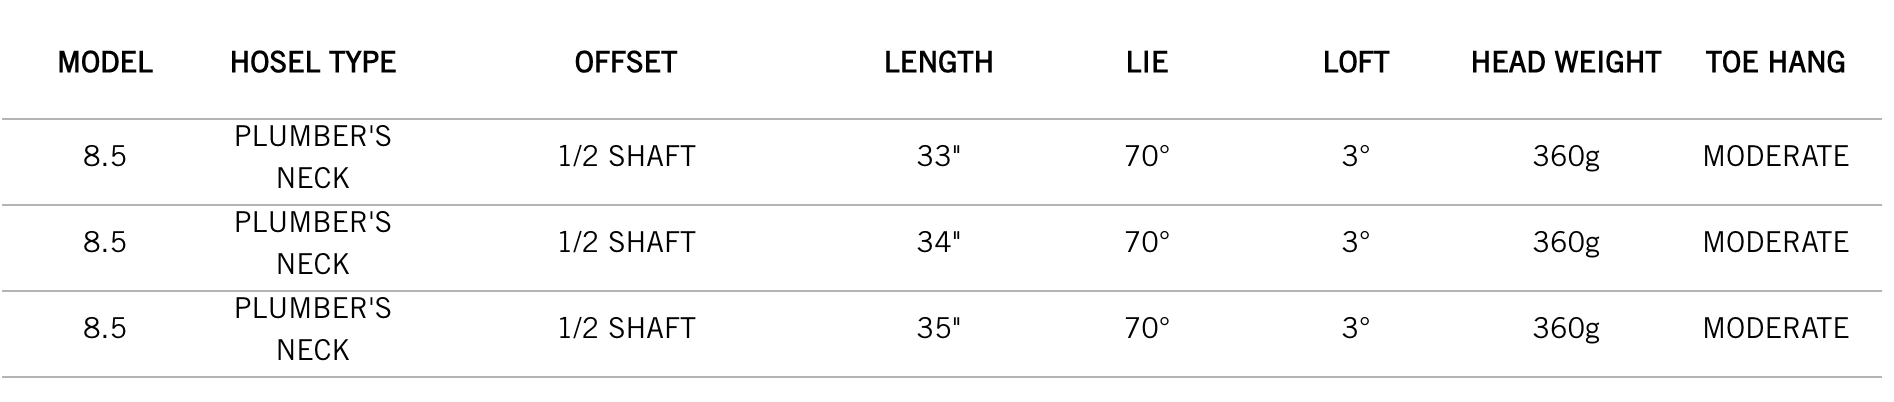 MODEL HOSEL TYPE OFFSET LENGTH LIE LOFT HEAD WEIGHT TOE HANG
PLUMBER'S
8.5 1/2 SHAFT 33" 70° 3° 360g MODERATE
NECK
PLUMBER'S
8.5 1/2 SHAFT 34" 70° 3° 360g MODERATE
NECK
PLUMBER'S
8.5 1/2 SHAFT 35" 70° 3° 360g MODERATE
NECK